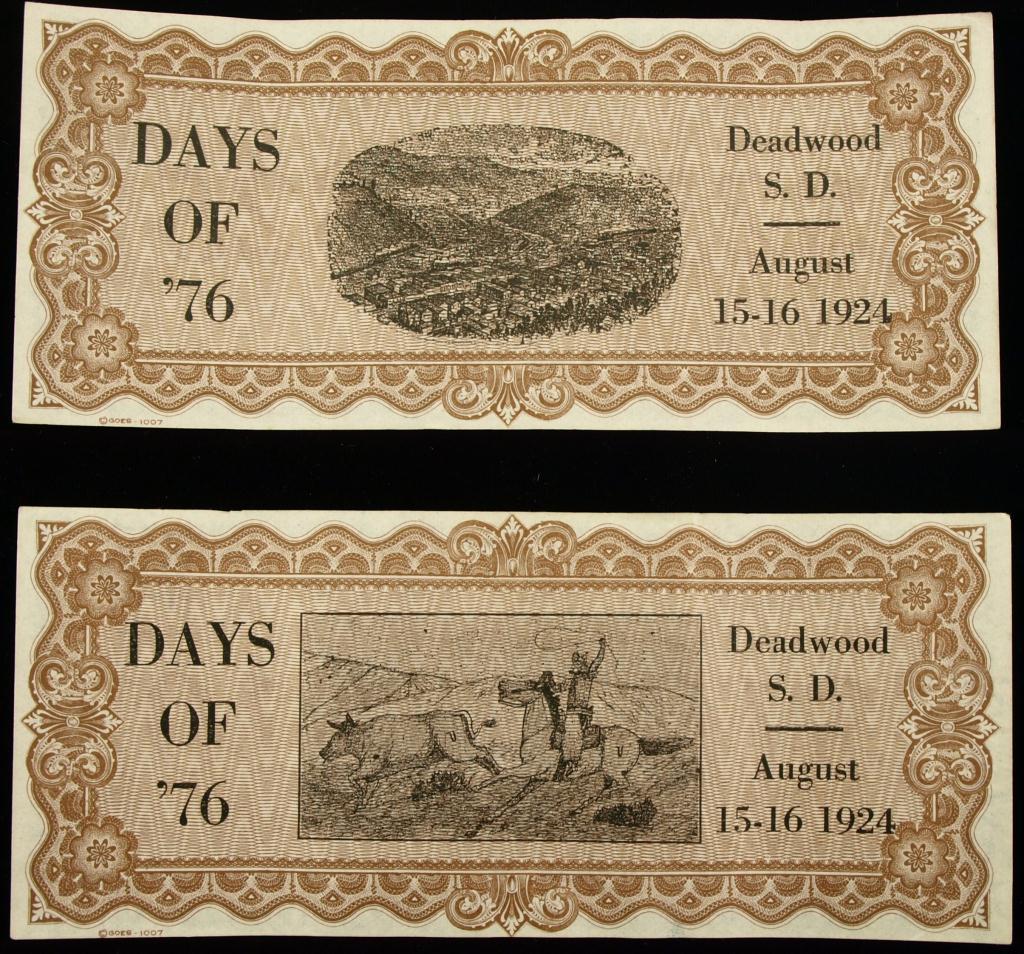 DAYS
OF
’76
Deadwood
S. D.
August
15-16 1924
©GOES - 1007
DAYS
OF
’76
Deadwood
S. D.
August
15-16 1924
©GOES - 1007